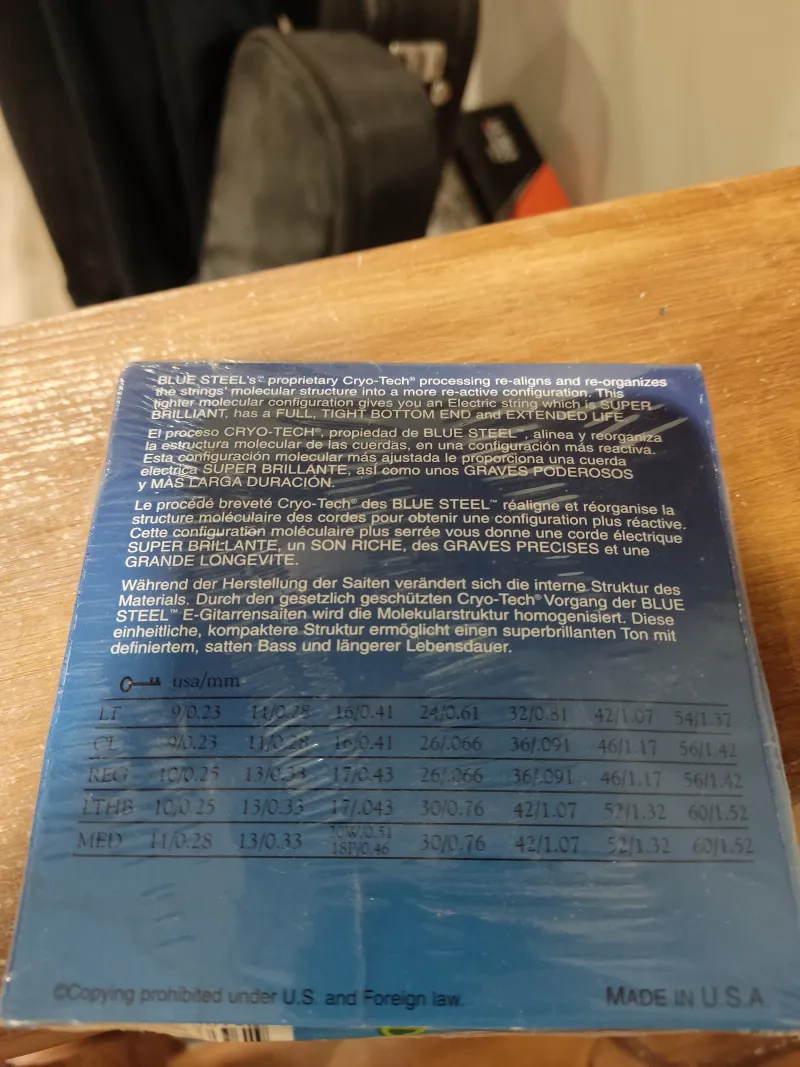 BLUE STEEL's™ proprietary Cryo-Tech® processing re-aligns and re-organizes
the strings' molecular structure into a more re-active configuration. This
tighter molecular configuration gives you an Electric string which is SUPER
BRILLIANT, has a FULL, TIGHT BOTTOM END and EXTENDED LIFE.
El proceso CRYO-TECH®, propiedad de BLUE STEEL™, alinea y reorganiza
la estructura molecular de las cuerdas, en una configuración más reactiva.
Esta configuración molecular más ajustada le proporciona una cuerda
electrica SUPER BRILLANTE, así como unos GRAVES PODEROSOS
y MÁS LARGA DURACIÓN.
Le procédé breveté Cryo-Tech® des BLUE STEEL™ réaligne et réorganise la
structure moléculaire des cordes pour obtenir une configuration plus réactive.
Cette configuration moléculaire plus serrée vous donne une corde électrique
SUPER BRILLANTE, un SON RICHE, des GRAVES PRECISES et une
GRANDE LONGEVITE.
Während der Herstellung der Saiten verändert sich die interne Struktur des
Materials. Durch den gesetzlich geschützten Cryo-Tech® Vorgang der BLUE
STEEL™ E-Gitarrensaiten wird die Molekularstruktur homogenisiert. Diese
einheitliche, kompaktere Struktur ermöglicht einen superbrillanten Ton mit
definiertem, satten Bass und längerer Lebensdauer.
usa/mm
LT 9/0.23 11/0.28 16/0.41 24/0.61 32/0.81 42/1.07 54/1.37
CL 9/0.23 11/0.28 16/0.41 26/.066 36/.091 46/1.17 56/1.42
REG 10/0.25 13/0.33 17/0.43 26/.066 36/.091 46/1.17 56/1.42
LTHB 10/0.25 13/0.33 17/.043 30/0.76 42/1.07 52/1.32 60/1.52
MED 11/0.28 13/0.33 20W/0.51 18P/0.46 30/0.76 42/1.07 52/1.32 60/1.52
©Copying prohibited under U.S. and Foreign law. MADE IN U.S.A.